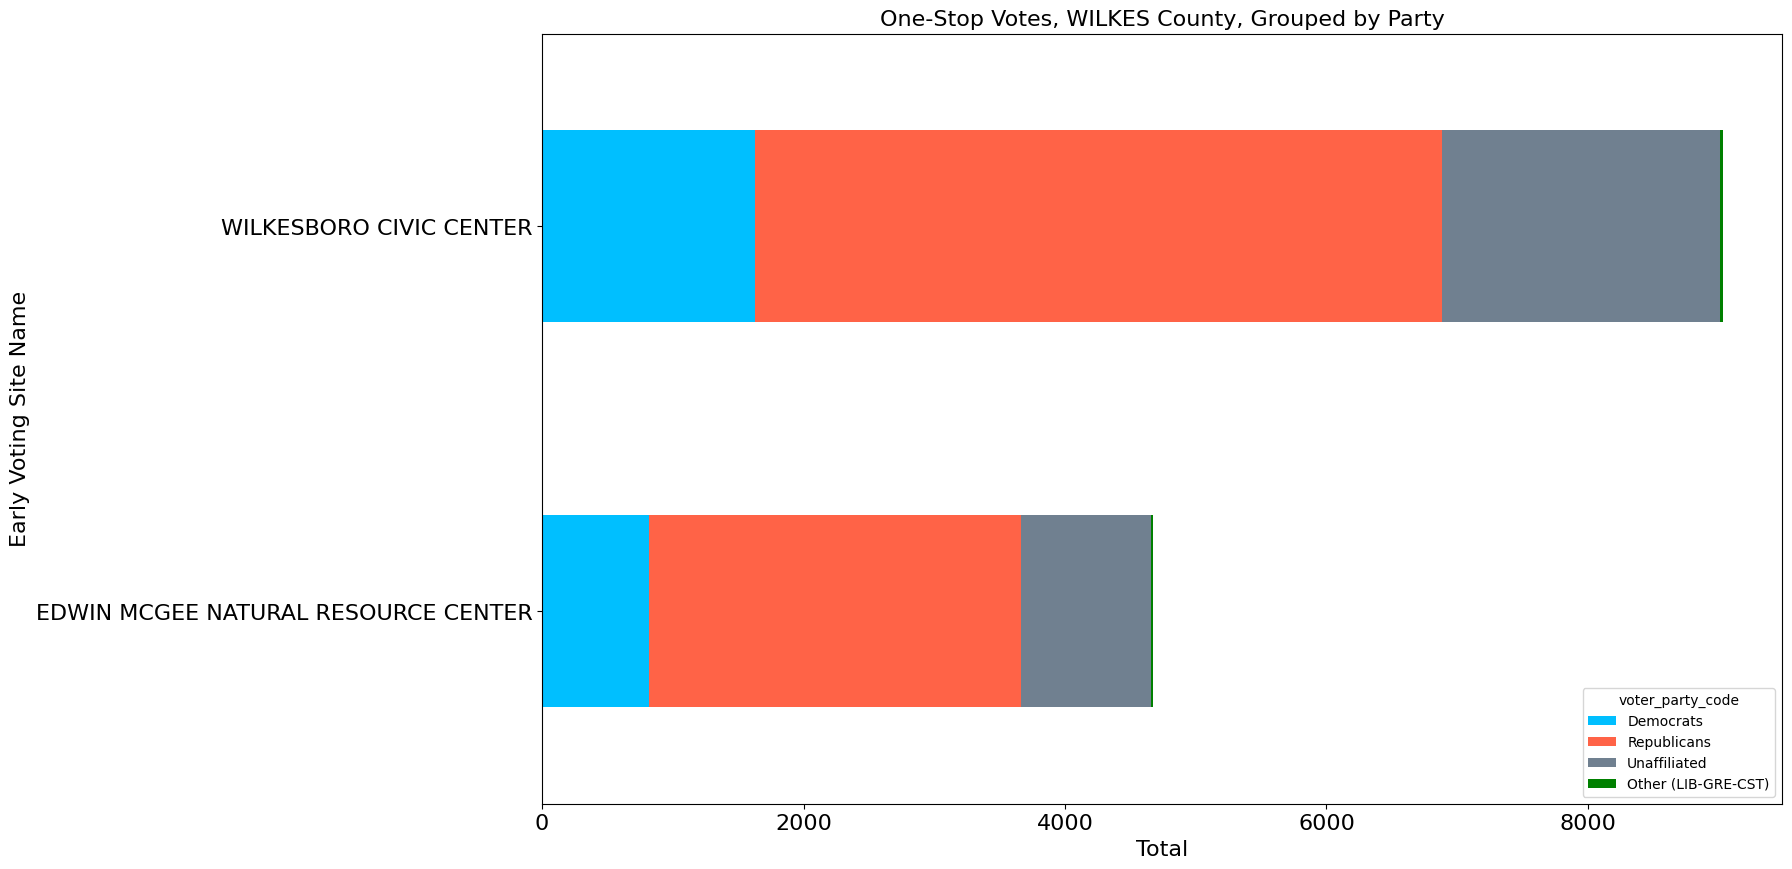 One-Stop Votes, WILKES County, Grouped by Party
Early Voting Site Name
WILKESBORO CIVIC CENTER
EDWIN MCGEE NATURAL RESOURCE CENTER
voter_party_code
Democrats
Republicans
Unaffiliated
Other (LIB-GRE-CST)
0 2000 4000 6000 8000
Total